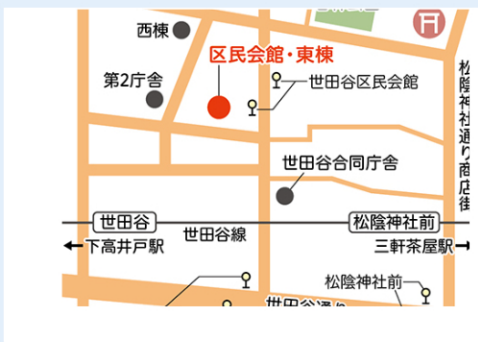 西棟
区民会館・東棟
第2庁舎
世田谷区民会館
松陰神社通り商店街
世田谷合同庁舎
世田谷
松陰神社前
世田谷線
下高井戸駅
三軒茶屋駅
松陰神社前
世田谷通り